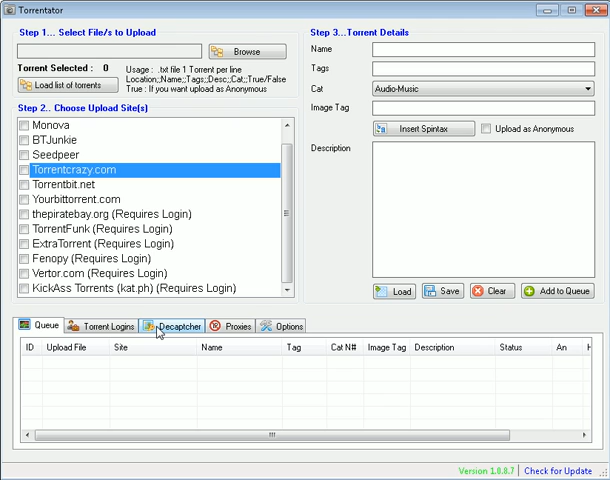 Torrentator
Step 1... Select File/s to Upload
Browse
Torrent Selected : 0
Usage : .txt file 1 Torrent per line
Location;;Name;;Tags;;Desc;;Cat;;True/False
True : If you want upload as Anonymous
Load list of torrents
Step 2.. Choose Upload Site(s)
Monova
BTJunkie
Seedpeer
Torrentcrazy.com
Torrentbit.net
Yourbittorrent.com
thepiratebay.org (Requires Login)
TorrentFunk (Requires Login)
ExtraTorrent (Requires Login)
Fenopy (Requires Login)
Vertor.com (Requires Login)
KickAss Torrents (kat.ph) (Requires Login)
Step 3...Torrent Details
Name
Tags
Cat Audio-Music
Image Tag
Insert Spintax Upload as Anonymous
Description
Load Save Clear Add to Queue
Queue Torrent Logins Decaptcher Proxies Options
ID Upload File Site Name Tag Cat N# Image Tag Description Status An
Version 1.0.8.7 Check for Update